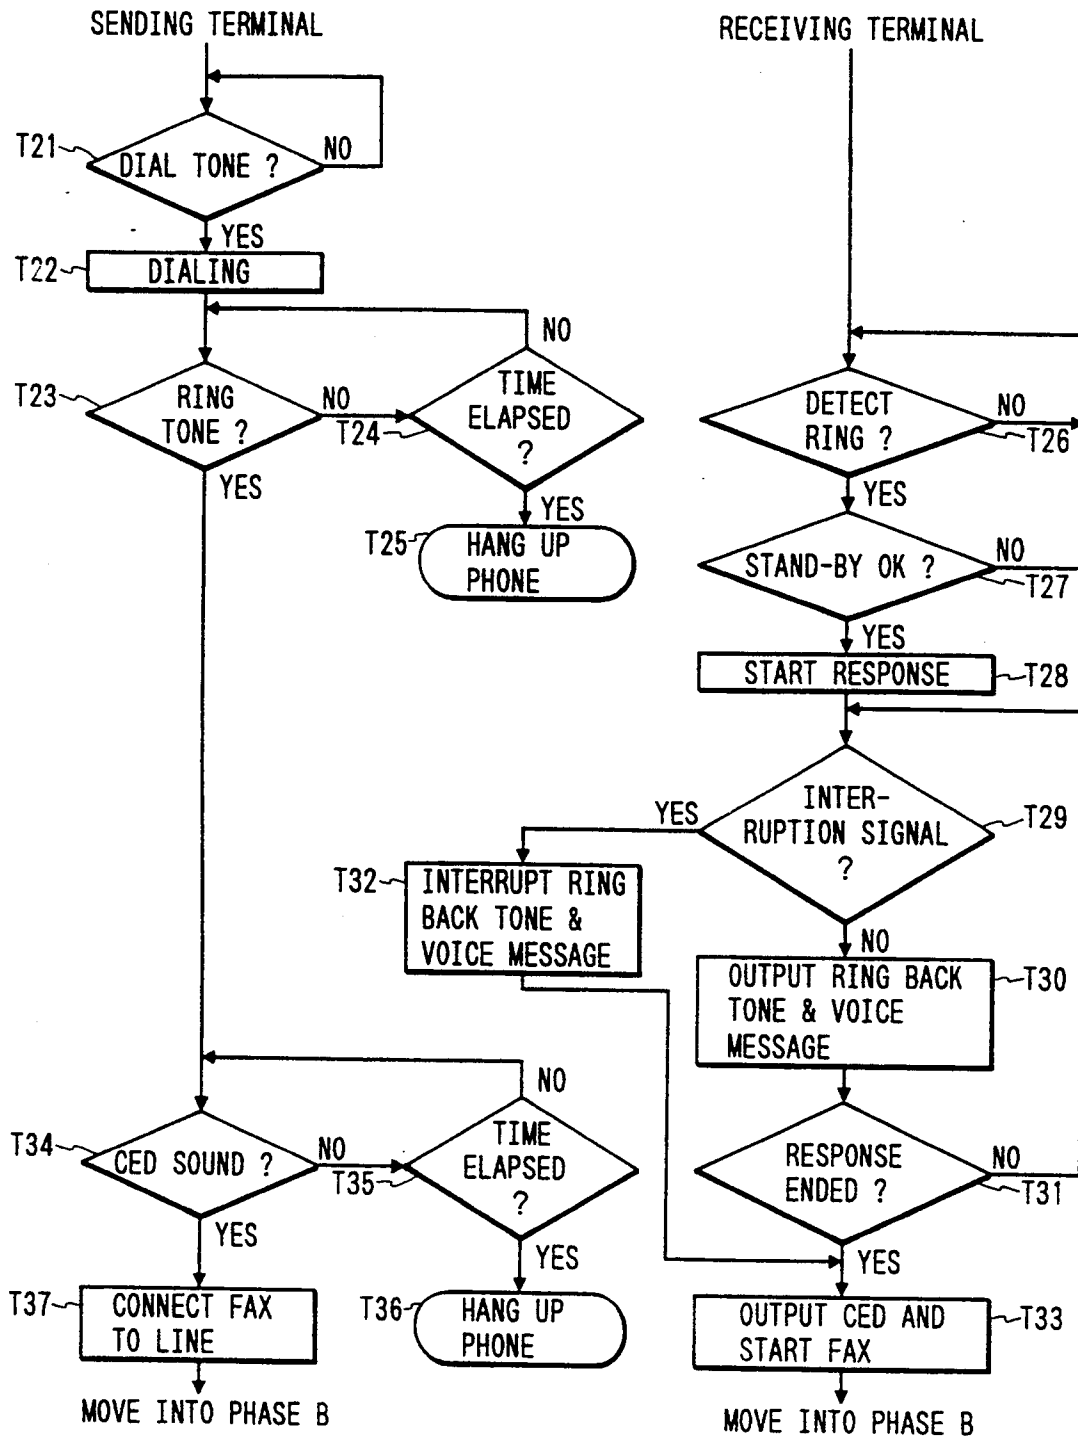 SENDING TERMINAL
T21
DIAL TONE ?
NO
YES
T22
DIALING
T23
RING
TONE ?
NO
YES
T24
TIME
ELAPSED
?
NO
YES
T25
HANG UP
PHONE
T34
CED SOUND ?
NO
YES
T35
TIME
ELAPSED
?
NO
YES
T36
HANG UP
PHONE
T37
CONNECT FAX
TO LINE
MOVE INTO PHASE B
RECEIVING TERMINAL
DETECT
RING ?
NO
T26
YES
STAND-BY OK ?
NO
T27
YES
START RESPONSE
T28
INTER-
RUPTION SIGNAL
?
T29
YES
NO
T32
INTERRUPT RING
BACK TONE &
VOICE MESSAGE
OUTPUT RING BACK
TONE & VOICE
MESSAGE
T30
RESPONSE
ENDED ?
NO
T31
YES
OUTPUT CED AND
START FAX
T33
MOVE INTO PHASE B